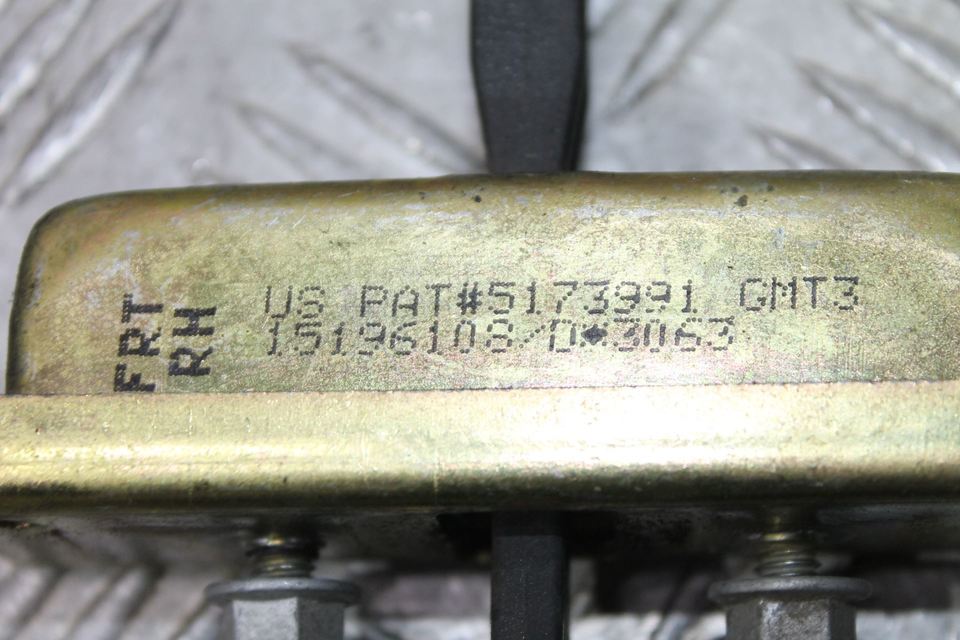 FRT
RH
US PAT#5173991 GMT3
15196108/D*3063